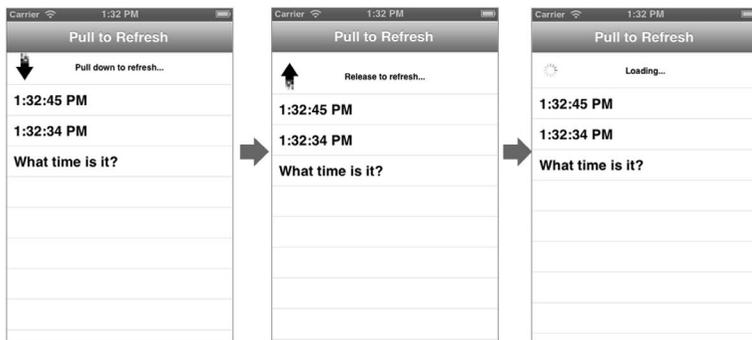 Carrier 1:32 PM
Pull to Refresh
Pull down to refresh...
1:32:45 PM
1:32:34 PM
What time is it?
Carrier 1:32 PM
Pull to Refresh
Release to refresh...
1:32:45 PM
1:32:34 PM
What time is it?
Carrier 1:32 PM
Pull to Refresh
Loading...
1:32:45 PM
1:32:34 PM
What time is it?